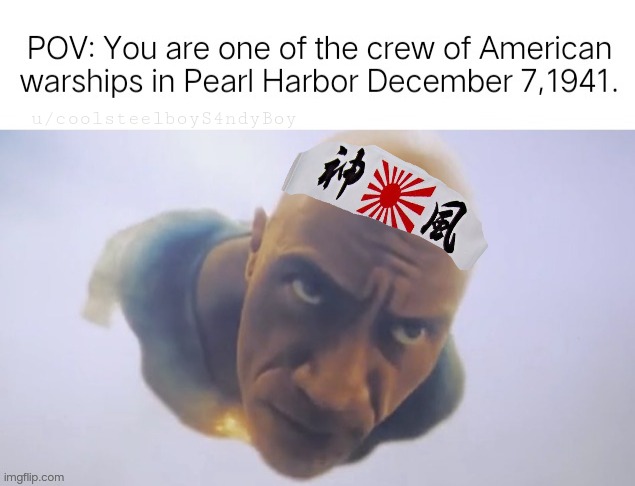 POV: You are one of the crew of American
warships in Pearl Harbor December 7,1941.
u/coolsteelboyS4ndyBoy
神 風
imgflip.com